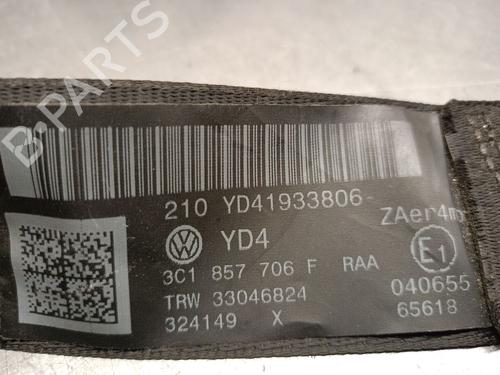 210 YD41933806-
ZAer4m
YD4
E1
3C1 857 706 F RAA
040655
TRW 33046824
65618
324149 X
B-PARTS